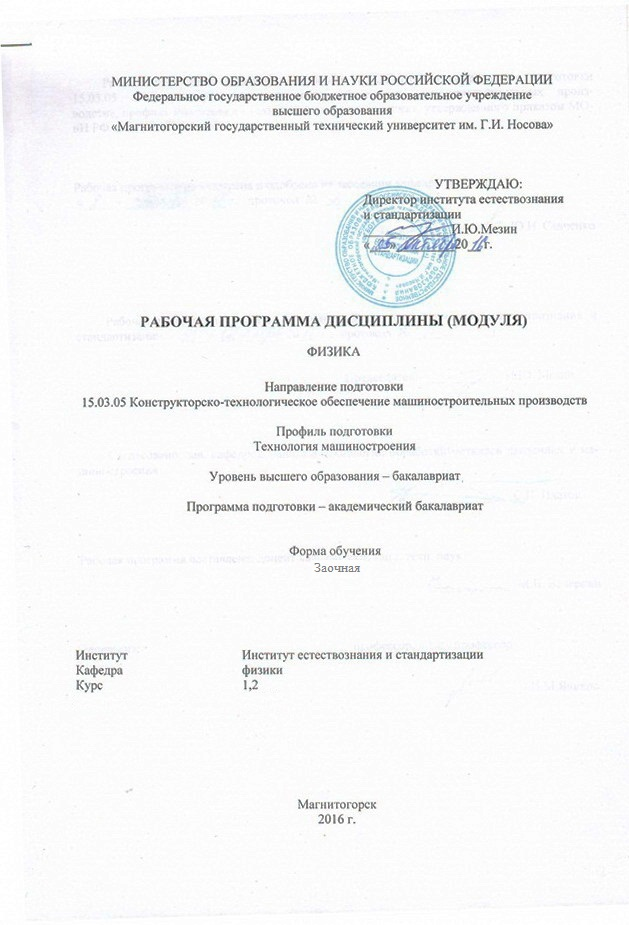 МИНИСТЕРСТВО ОБРАЗОВАНИЯ И НАУКИ РОССИЙСКОЙ ФЕДЕРАЦИИ
Федеральное государственное бюджетное образовательное учреждение
высшего образования
«Магнитогорский государственный технический университет им. Г.И. Носова»
УТВЕРЖДАЮ:
Директор института естествознания
и стандартизации
И.Ю.Мезин
« » 20 г.
РАБОЧАЯ ПРОГРАММА ДИСЦИПЛИНЫ (МОДУЛЯ)
ФИЗИКА
Направление подготовки
15.03.05 Конструкторско-технологическое обеспечение машиностроительных производств
Профиль подготовки
Технология машиностроения
Уровень высшего образования – бакалавриат
Программа подготовки – академический бакалавриат
Форма обучения
Заочная
Институт Институт естествознания и стандартизации
Кафедра физики
Курс 1,2
Магнитогорск
2016 г.